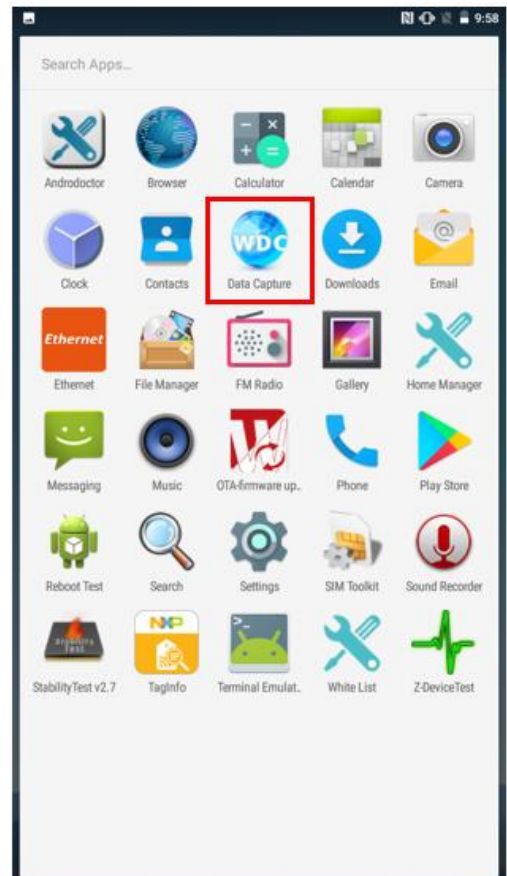 9:58
Search Apps...
Androdoctor Browser Calculator Calendar Camera
WDC
@
Clock Contacts Data Capture Downloads Email
Ethernet
Ethernet File Manager FM Radio Gallery Home Manager
Messaging Music OTA-firmware up.. Phone Play Store
Reboot Test Search Settings SIM Toolkit Sound Recorder
NXP
>_
StabilityTest v2.7 TagInfo Terminal Emulat.. White List Z-DeviceTest